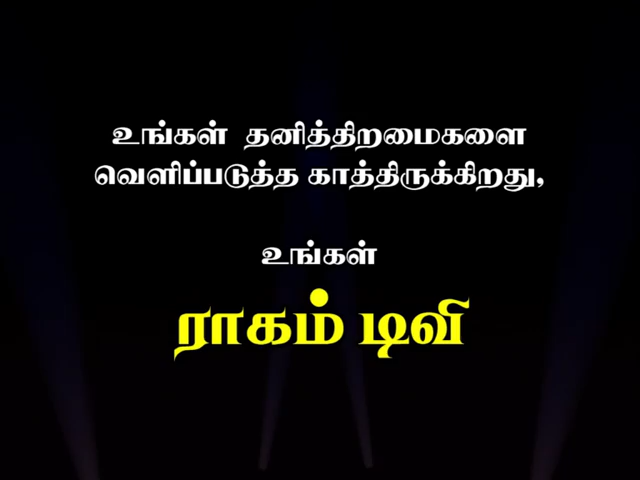 உங்கள் தனித்திறமைகளை
வெளிப்படுத்த காத்திருக்கிறது,
உங்கள்
ராகம் டிவி